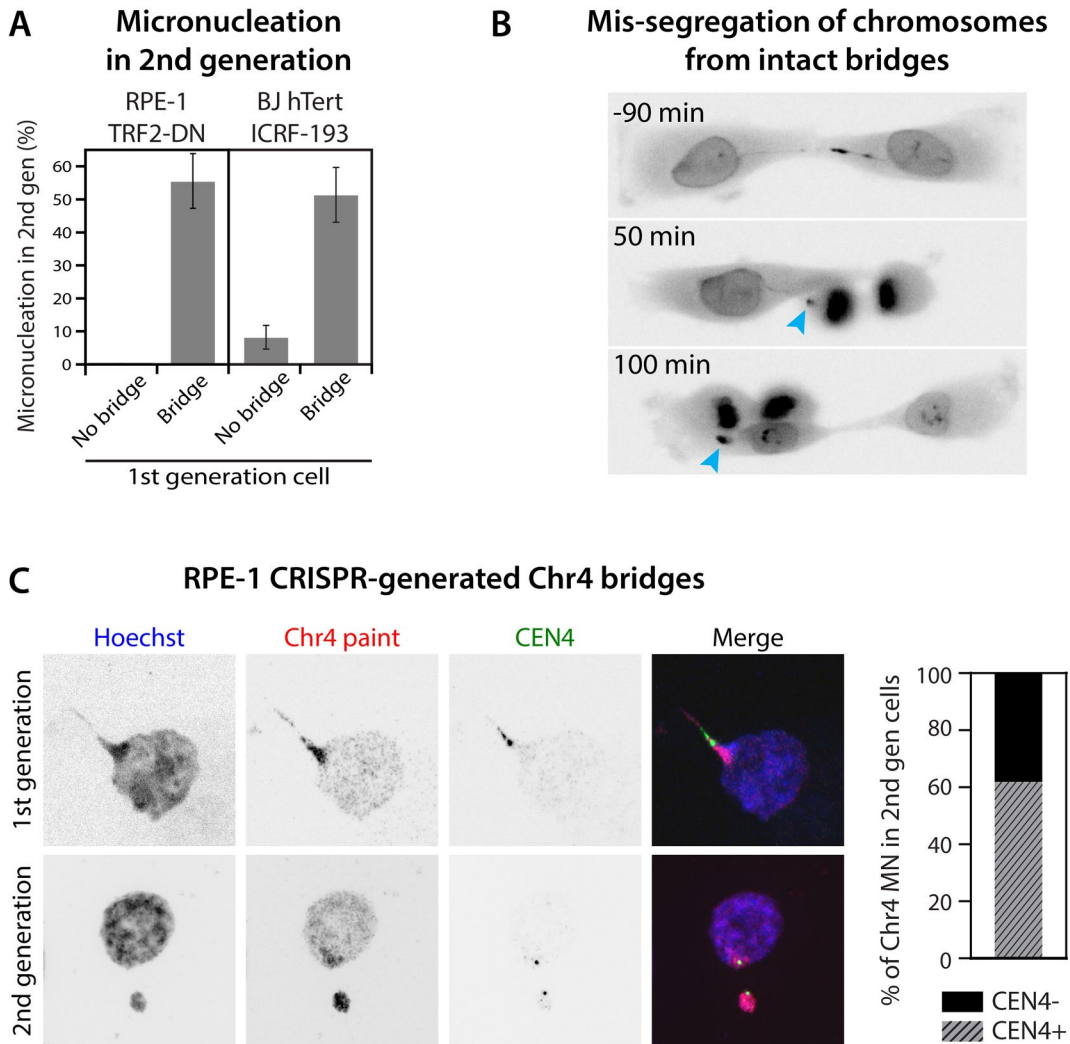 A
Micronucleation
in 2nd generation
RPE-1
TRF2-DN
BJ hTert
ICRF-193
Micronucleation in 2nd gen (%)
60
50
40
30
20
10
0
No bridge
Bridge
No bridge
Bridge
1st generation cell
B
Mis-segregation of chromosomes
from intact bridges
-90 min
50 min
100 min
C
RPE-1 CRISPR-generated Chr4 bridges
Hoechst
Chr4 paint
CEN4
Merge
1st generation
2nd generation
% of Chr4 MN in 2nd gen cells
100
80
60
40
20
0
CEN4-
CEN4+